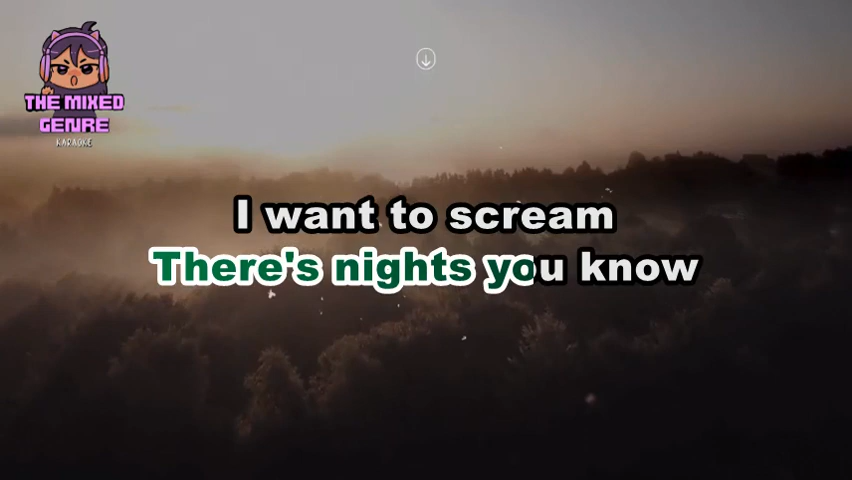 THE MIXED
GENRE
KARAOKE
I want to scream
There's nights you know